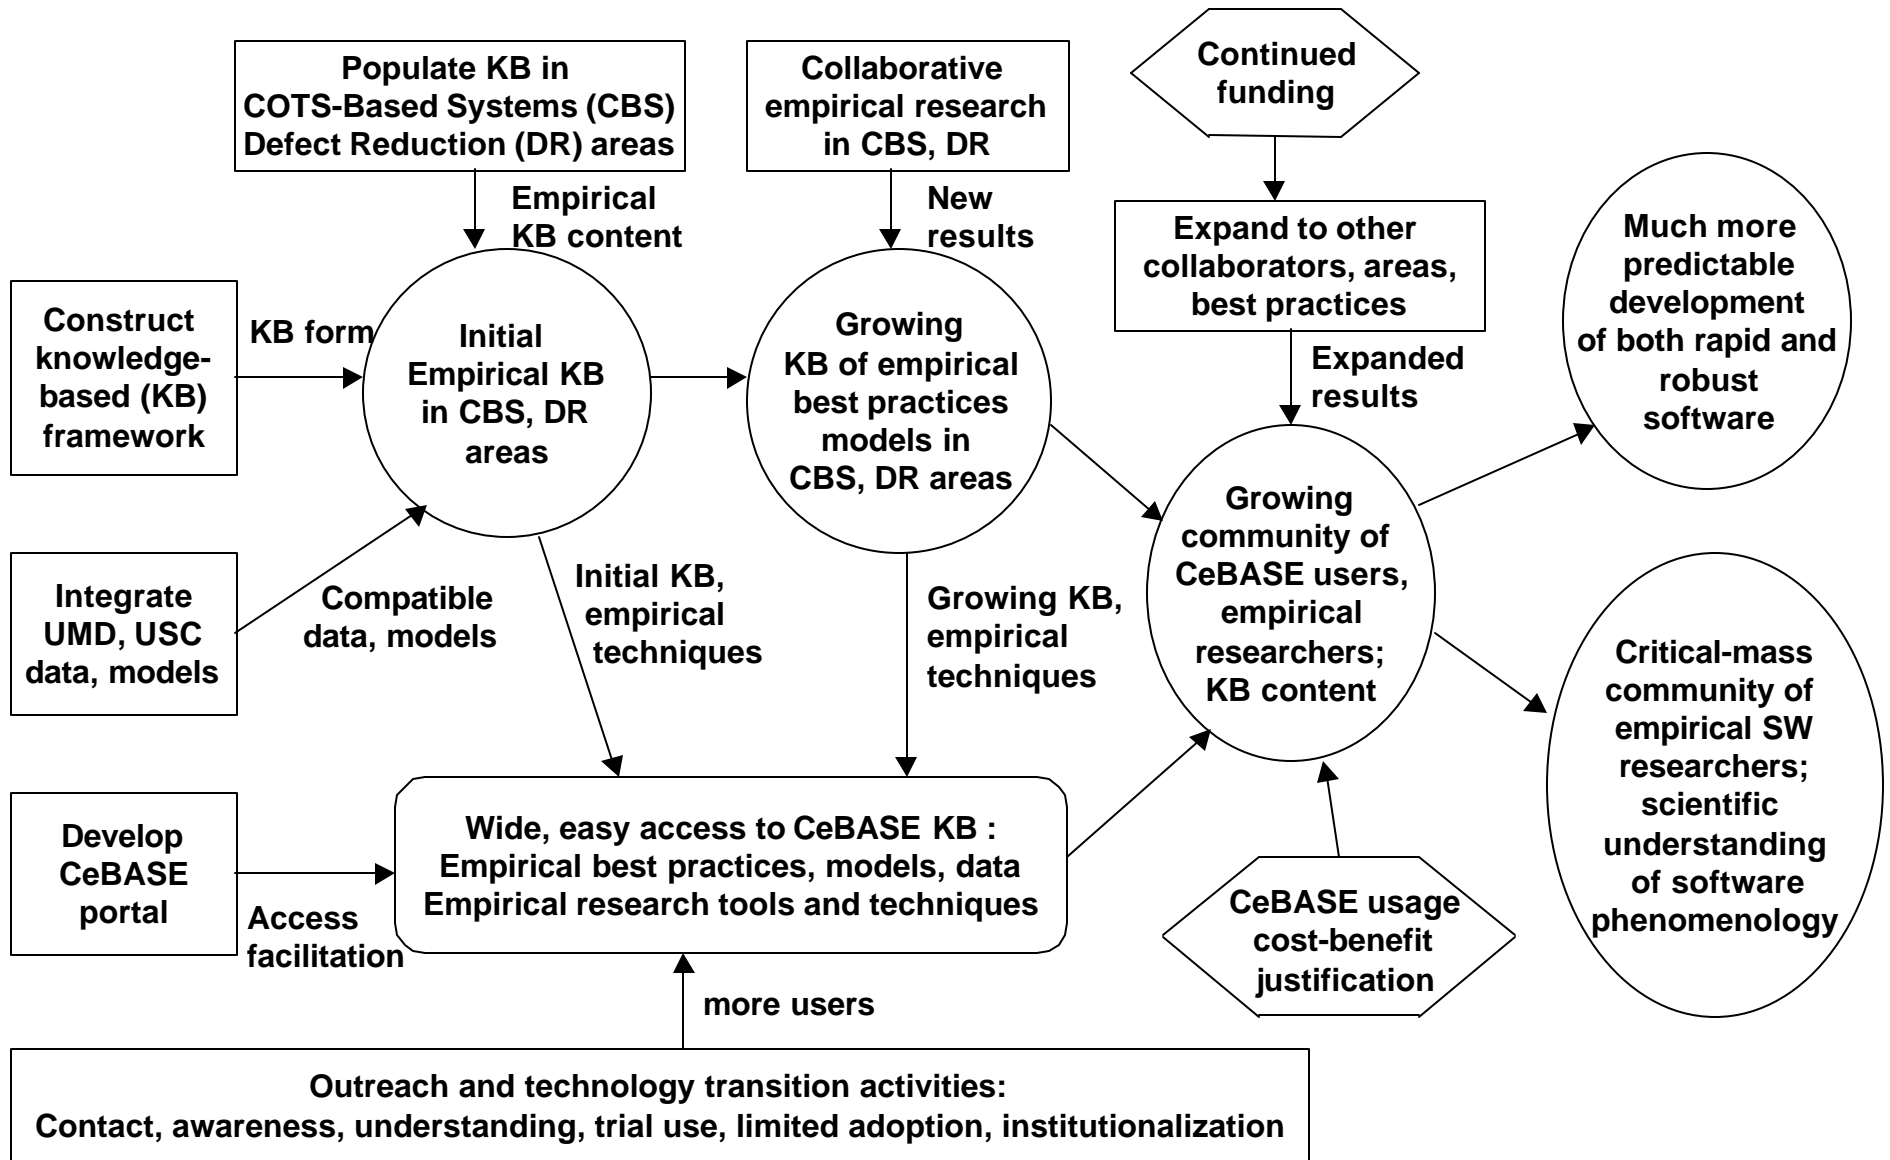 Populate KB in
COTS-Based Systems (CBS)
Defect Reduction (DR) areas
Collaborative
empirical research
in CBS, DR
Continued
funding
Empirical
KB content
New
results
Expand to other
collaborators, areas,
best practices
Much more
predictable
development
of both rapid and
robust
software
Construct
knowledge-
based (KB)
framework
KB form
Initial
Empirical KB
in CBS, DR
areas
Growing
KB of empirical
best practices
models in
CBS, DR areas
Expanded
results
Growing
community of
CeBASE users,
empirical
researchers;
KB content
Integrate
UMD, USC
data, models
Compatible
data, models
Initial KB,
empirical
techniques
Growing KB,
empirical
techniques
Critical-mass
community of
empirical SW
researchers;
scientific
understanding
of software
phenomenology
Develop
CeBASE
portal
Access
facilitation
Wide, easy access to CeBASE KB :
Empirical best practices, models, data
Empirical research tools and techniques
CeBASE usage
cost-benefit
justification
more users
Outreach and technology transition activities:
Contact, awareness, understanding, trial use, limited adoption, institutionalization